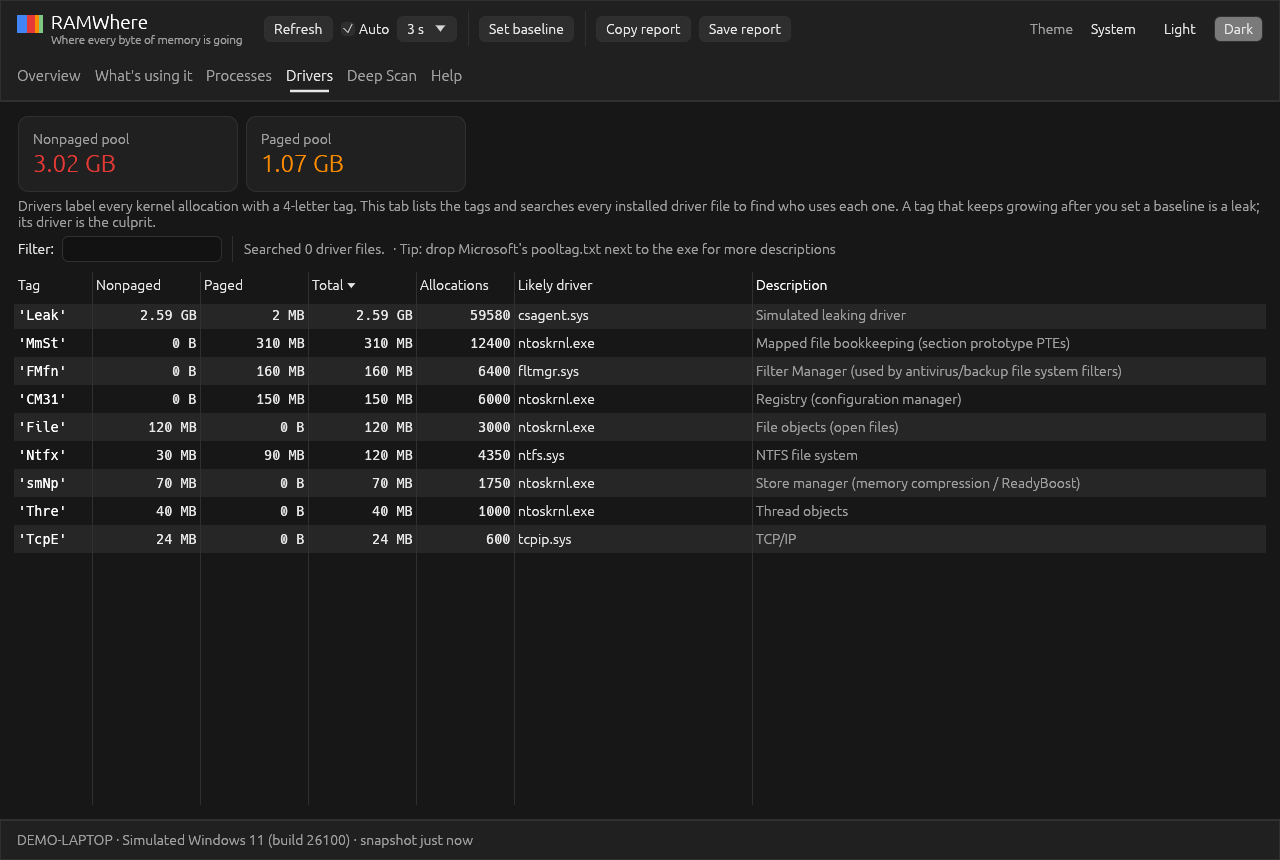 RAMWhere
Where every byte of memory is going
Refresh Auto 3 s Set baseline Copy report Save report Theme System Light Dark
Overview What's using it Processes Drivers Deep Scan Help
Nonpaged pool Paged pool
3.02 GB 1.07 GB
Drivers label every kernel allocation with a 4-letter tag. This tab lists the tags and searches every installed driver file to find who uses each one. A tag that keeps growing after you set a baseline is a leak;
its driver is the culprit.
Filter: Searched 0 driver files. · Tip: drop Microsoft's pooltag.txt next to the exe for more descriptions
Tag Nonpaged Paged Total Allocations Likely driver Description
'Leak' 2.59 GB 2 MB 2.59 GB 59580 csagent.sys Simulated leaking driver
'MmSt' 0 B 310 MB 310 MB 12400 ntoskrnl.exe Mapped file bookkeeping (section prototype PTEs)
'FMfn' 0 B 160 MB 160 MB 6400 fltmgr.sys Filter Manager (used by antivirus/backup file system filters)
'CM31' 0 B 150 MB 150 MB 6000 ntoskrnl.exe Registry (configuration manager)
'File' 120 MB 0 B 120 MB 3000 ntoskrnl.exe File objects (open files)
'Ntfx' 30 MB 90 MB 120 MB 4350 ntfs.sys NTFS file system
'smNp' 70 MB 0 B 70 MB 1750 ntoskrnl.exe Store manager (memory compression / ReadyBoost)
'Thre' 40 MB 0 B 40 MB 1000 ntoskrnl.exe Thread objects
'TcpE' 24 MB 0 B 24 MB 600 tcpip.sys TCP/IP
DEMO-LAPTOP · Simulated Windows 11 (build 26100) · snapshot just now